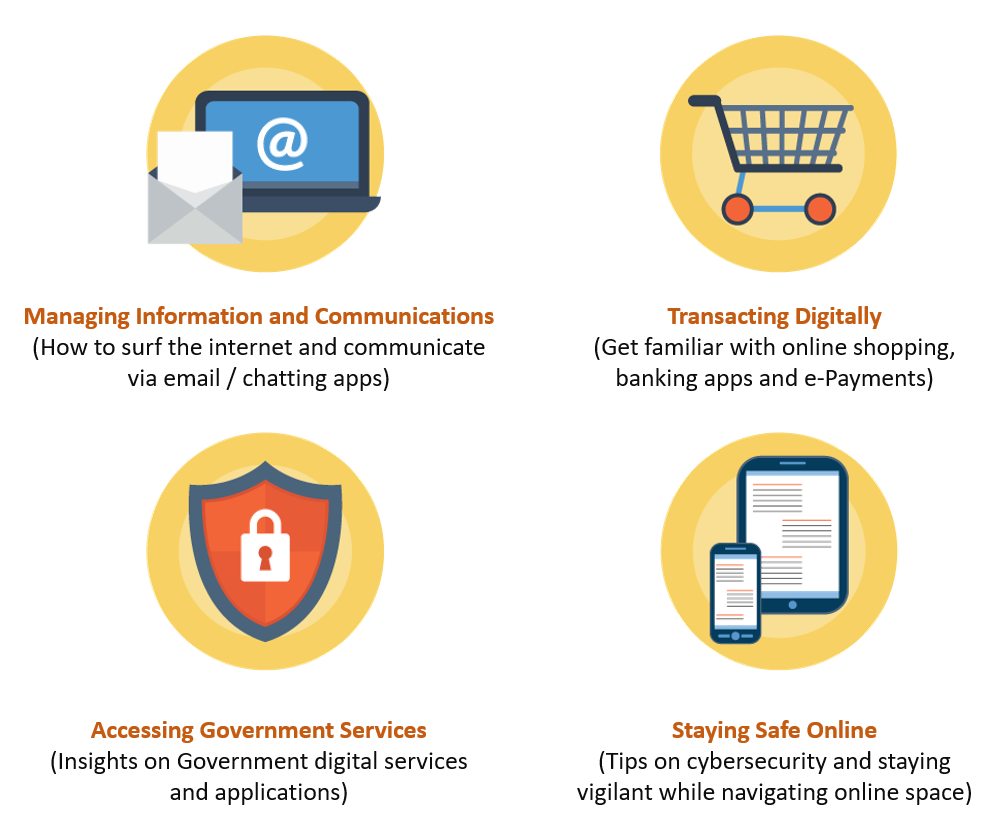 @
Managing Information and Communications
(How to surf the internet and communicate
via email / chatting apps)
Transacting Digitally
(Get familiar with online shopping,
banking apps and e-Payments)
Accessing Government Services
(Insights on Government digital services
and applications)
Staying Safe Online
(Tips on cybersecurity and staying
vigilant while navigating online space)